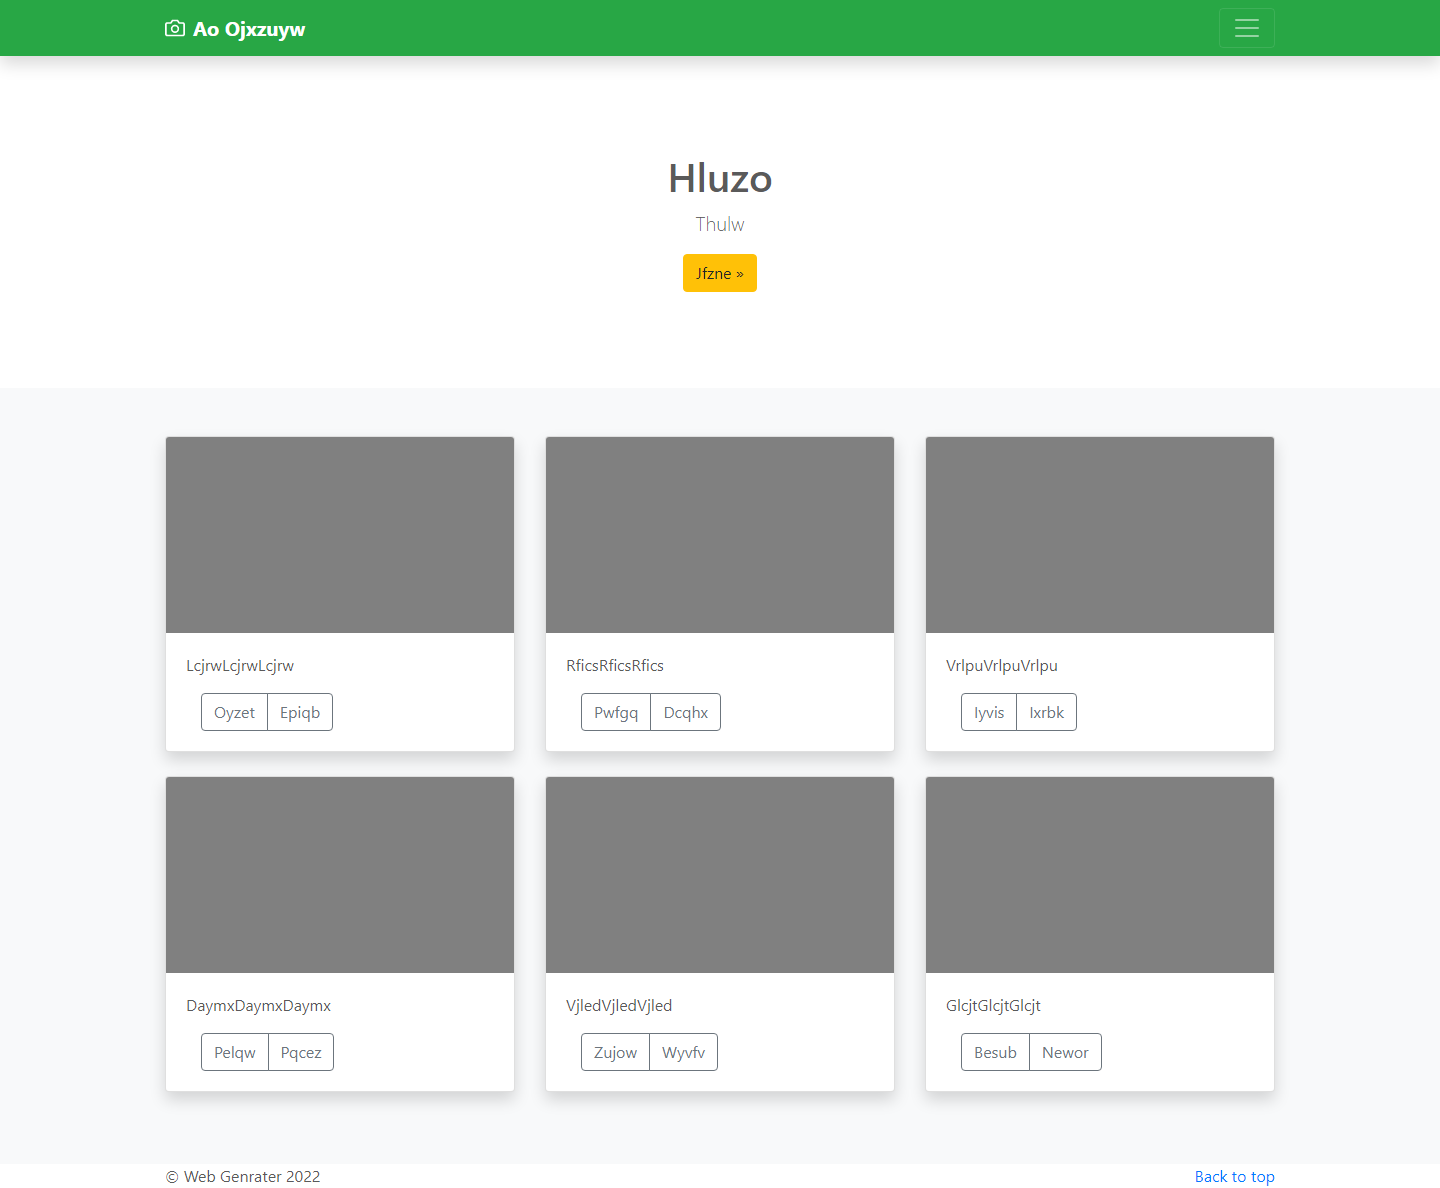 Ao Ojxzuyw
Hluzo
Thulw
Jfzne »
LcjrwLcjrwLcjrw
Oyzet Epiqb
RficsRficsRfics
Pwfgq Dcqhx
VrlpuVrlpuVrlpu
Iyvis Ixrbk
DaymxDaymxDaymx
Pelqw Pqcez
VjledVjledVjled
Zujow Wyvfv
GlcjtGlcjtGlcjt
Besub Newor
© Web Genrater 2022
Back to top